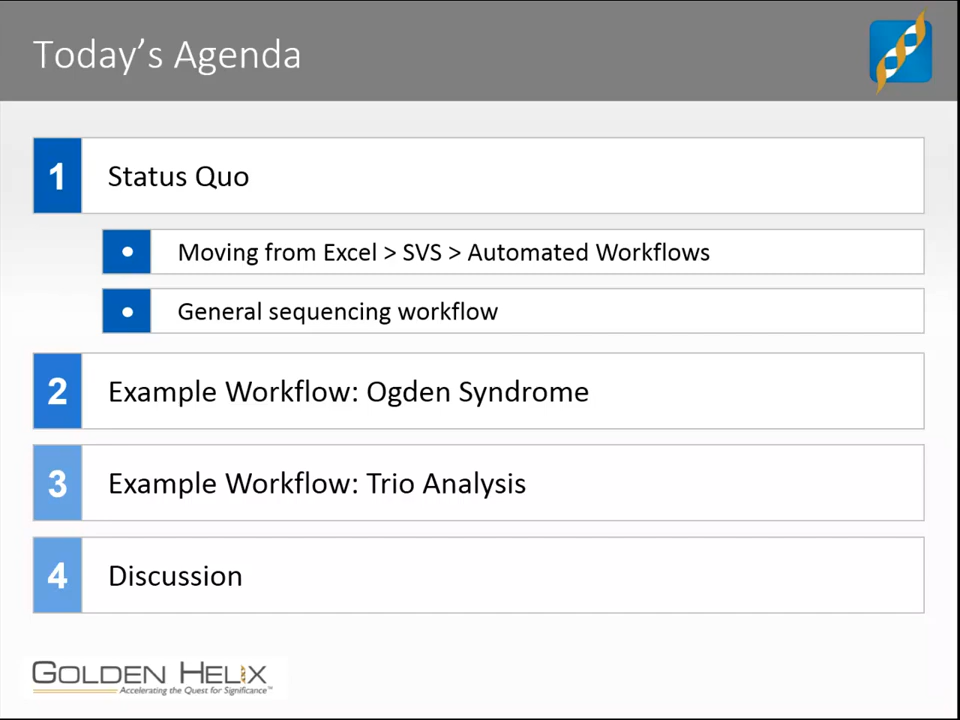 Today’s Agenda
1 Status Quo
• Moving from Excel > SVS > Automated Workflows
• General sequencing workflow
2 Example Workflow: Ogden Syndrome
3 Example Workflow: Trio Analysis
4 Discussion
GOLDEN HELIX
Accelerating the Quest for Significance™